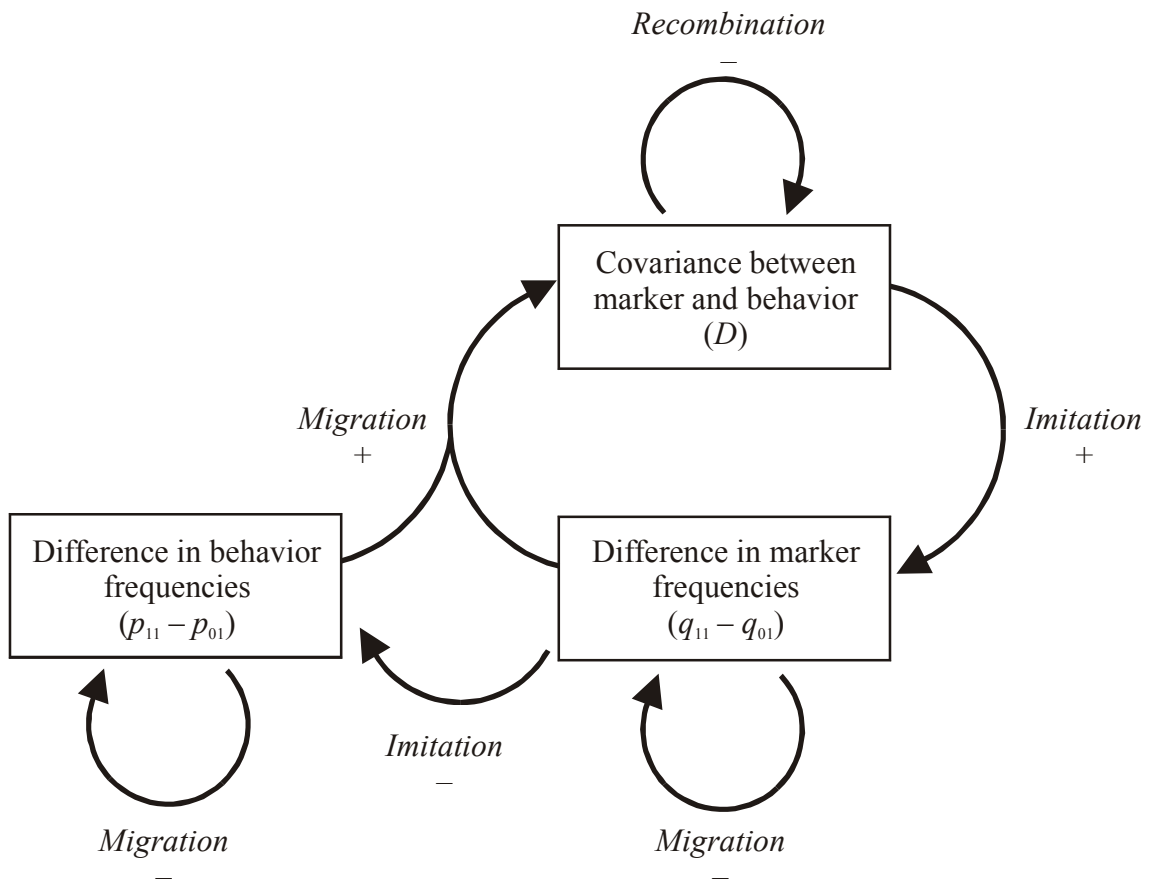 Recombination
–
Covariance between
marker and behavior
(D)
Migration
+
Imitation
+
Difference in behavior
frequencies
(p₁₁ – p₀₁)
Difference in marker
frequencies
(q₁₁ – q₀₁)
Imitation
–
Migration
–
Migration
–